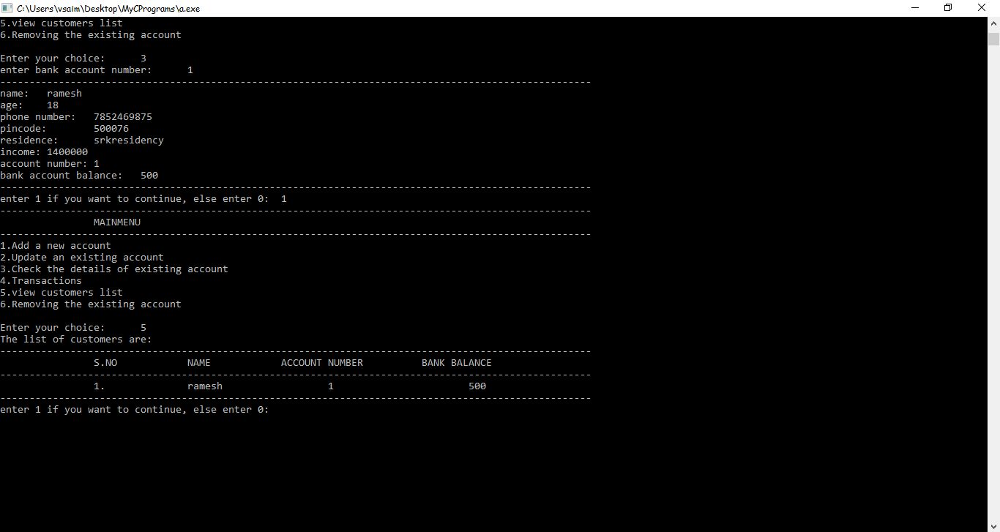 C:\Users\vsaim\Desktop\MyCPrograms\a.exe
5.view customers list
6.Removing the existing account
Enter your choice: 3
enter bank account number: 1
--------------------------------------------------------------------------------------------------
name: ramesh
age: 18
phone number: 7852469875
pincode: 500076
residence: srkresidency
income: 1400000
account number: 1
bank account balance: 500
--------------------------------------------------------------------------------------------------
enter 1 if you want to continue, else enter 0: 1
--------------------------------------------------------------------------------------------------
MAINMENU
--------------------------------------------------------------------------------------------------
1.Add a new account
2.Update an existing account
3.Check the details of existing account
4.Transactions
5.view customers list
6.Removing the existing account
Enter your choice: 5
The list of customers are:
--------------------------------------------------------------------------------------------------
S.NO NAME ACCOUNT NUMBER BANK BALANCE
--------------------------------------------------------------------------------------------------
1. ramesh 1 500
--------------------------------------------------------------------------------------------------
enter 1 if you want to continue, else enter 0: